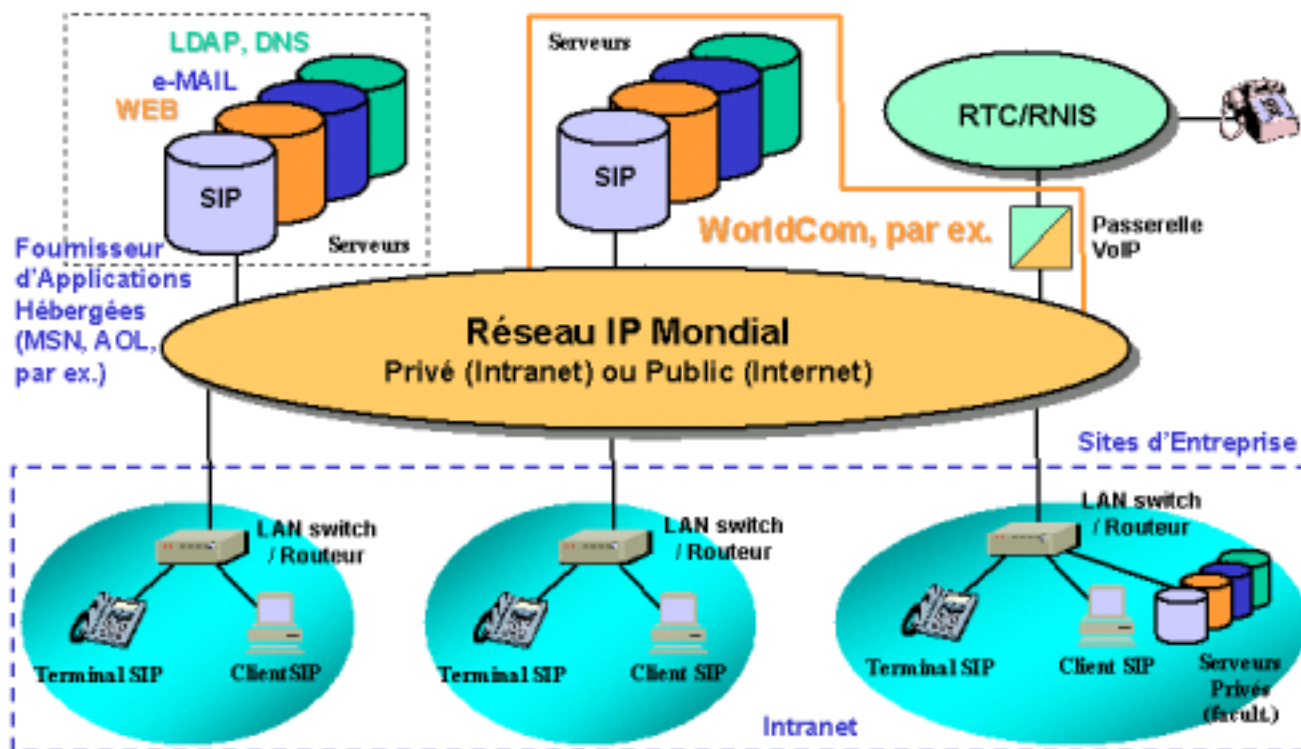 LDAP, DNS
e-MAIL
WEB
SIP
Serveurs
Fournisseur
d'Applications
Hébergées
(MSN, AOL,
par ex.)
Serveurs
SIP
WorldCom, par ex.
RTC/RNIS
Passerelle
VoIP
Réseau IP Mondial
Privé (Intranet) ou Public (Internet)
Sites d'Entreprise
LAN switch
/ Routeur
Terminal SIP
Client SIP
LAN switch
/ Routeur
Terminal SIP
Client SIP
LAN switch
/ Routeur
Terminal SIP
Client SIP
Serveurs
Privés
(facult.)
Intranet